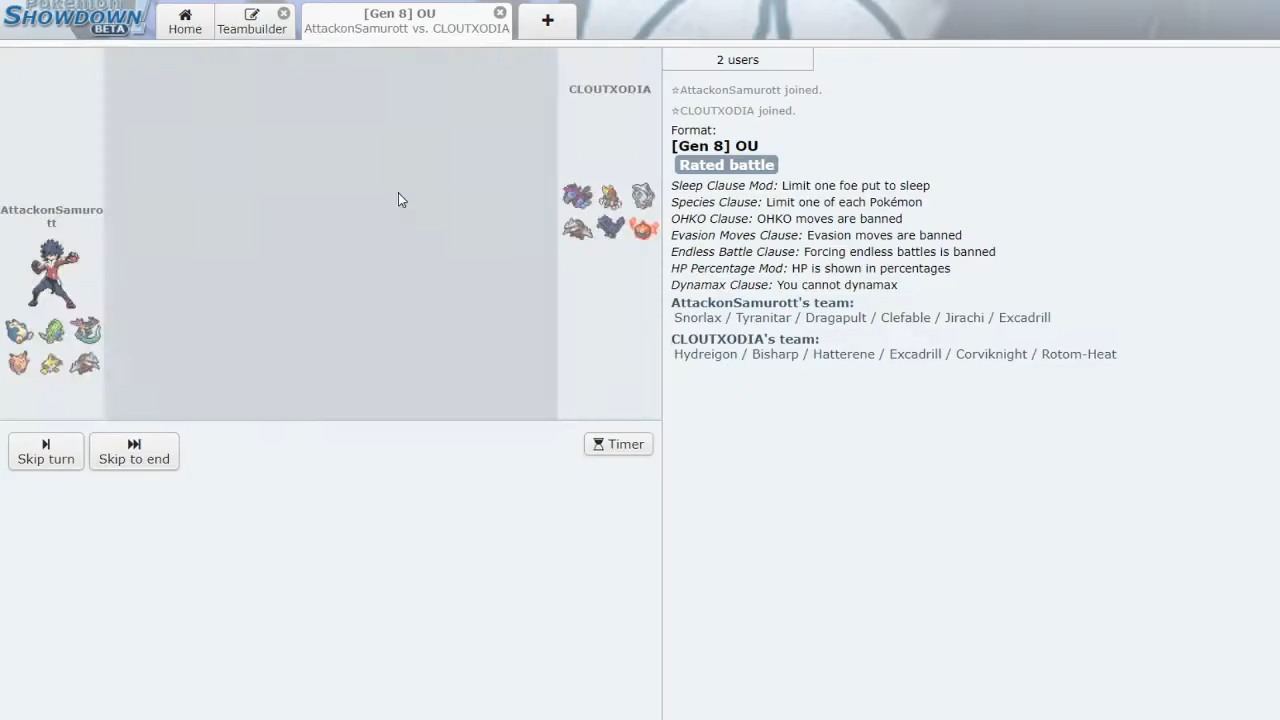 Pokémon
SHOWDOWN
BETA
Home
Teambuilder
[Gen 8] OU
AttackonSamurott vs. CLOUTXODIA
2 users
CLOUTXODIA
AttackonSamuro
tt
☆AttackonSamurott joined.
☆CLOUTXODIA joined.
Format:
[Gen 8] OU
Rated battle
Sleep Clause Mod: Limit one foe put to sleep
Species Clause: Limit one of each Pokémon
OHKO Clause: OHKO moves are banned
Evasion Moves Clause: Evasion moves are banned
Endless Battle Clause: Forcing endless battles is banned
HP Percentage Mod: HP is shown in percentages
Dynamax Clause: You cannot dynamax
AttackonSamurott's team:
Snorlax / Tyranitar / Dragapult / Clefable / Jirachi / Excadrill
CLOUTXODIA's team:
Hydreigon / Bisharp / Hatterene / Excadrill / Corviknight / Rotom-Heat
Skip turn
Skip to end
Timer